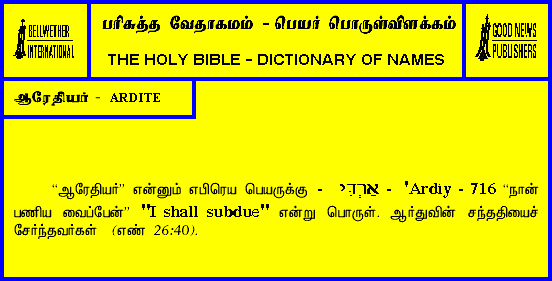 BELLWETHER
INTERNATIONAL
பரிசுத்த வேதாகமம் - பெயர் பொருள்விளக்கம்
THE HOLY BIBLE - DICTIONARY OF NAMES
GOOD NEWS
PUBLISHERS
ஆரேதியர் - ARDITE
“ஆரேதியர்” என்னும் எபிரெய பெயருக்கு - אַרְדִּי - 'Ardiy - 716 “நான்
பணிய வைப்பேன்” "I shall subdue" என்று பொருள். ஆர்துவின் சந்ததியைச்
சேர்ந்தவர்கள் (எண் 26:40).